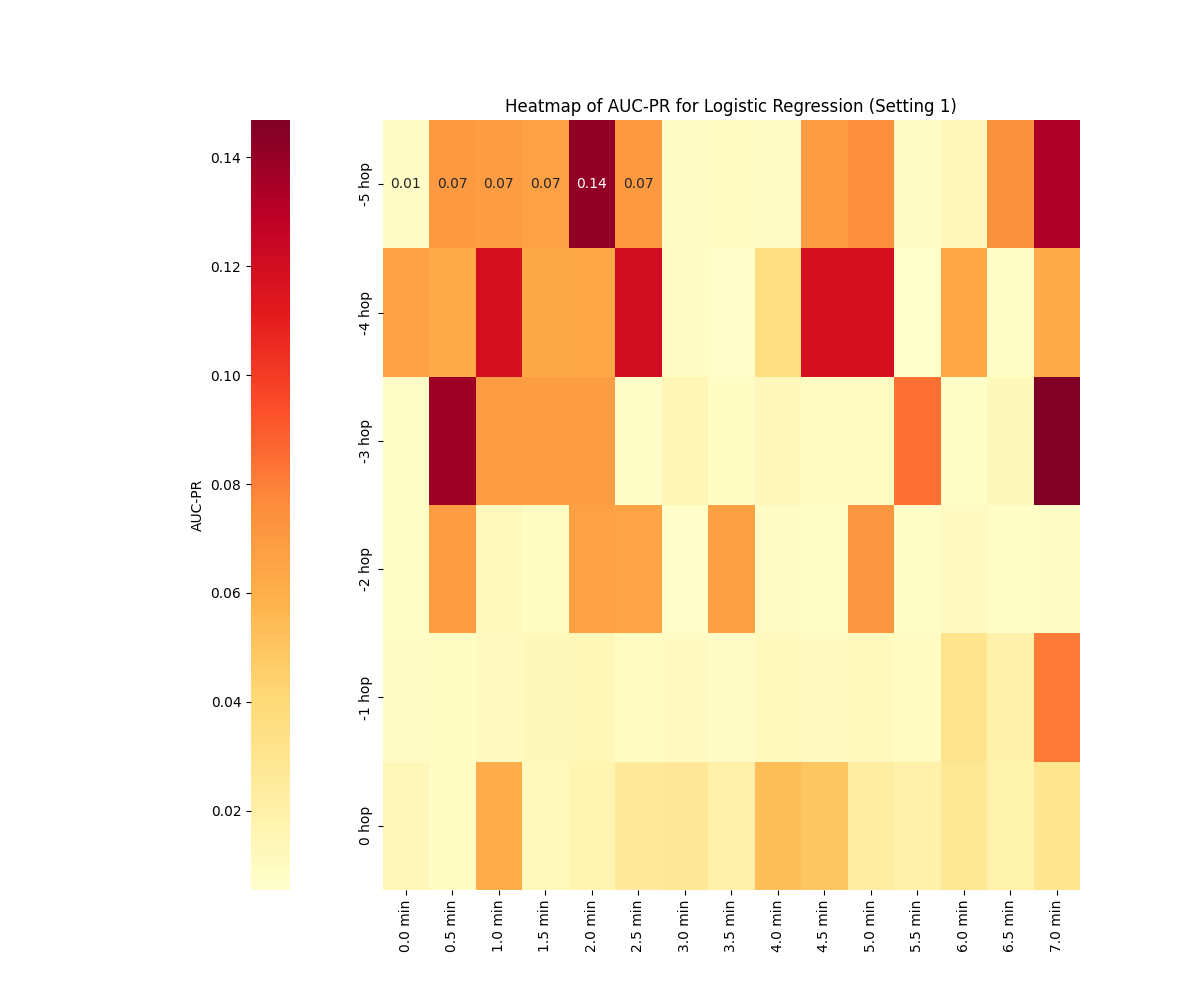 Heatmap of AUC-PR for Logistic Regression (Setting 1)
AUC-PR
0.14
0.12
0.10
0.08
0.06
0.04
0.02
-5 hop
-4 hop
-3 hop
-2 hop
-1 hop
0 hop
0.01 0.07 0.07 0.07 0.14 0.07
0.0 min
0.5 min
1.0 min
1.5 min
2.0 min
2.5 min
3.0 min
3.5 min
4.0 min
4.5 min
5.0 min
5.5 min
6.0 min
6.5 min
7.0 min